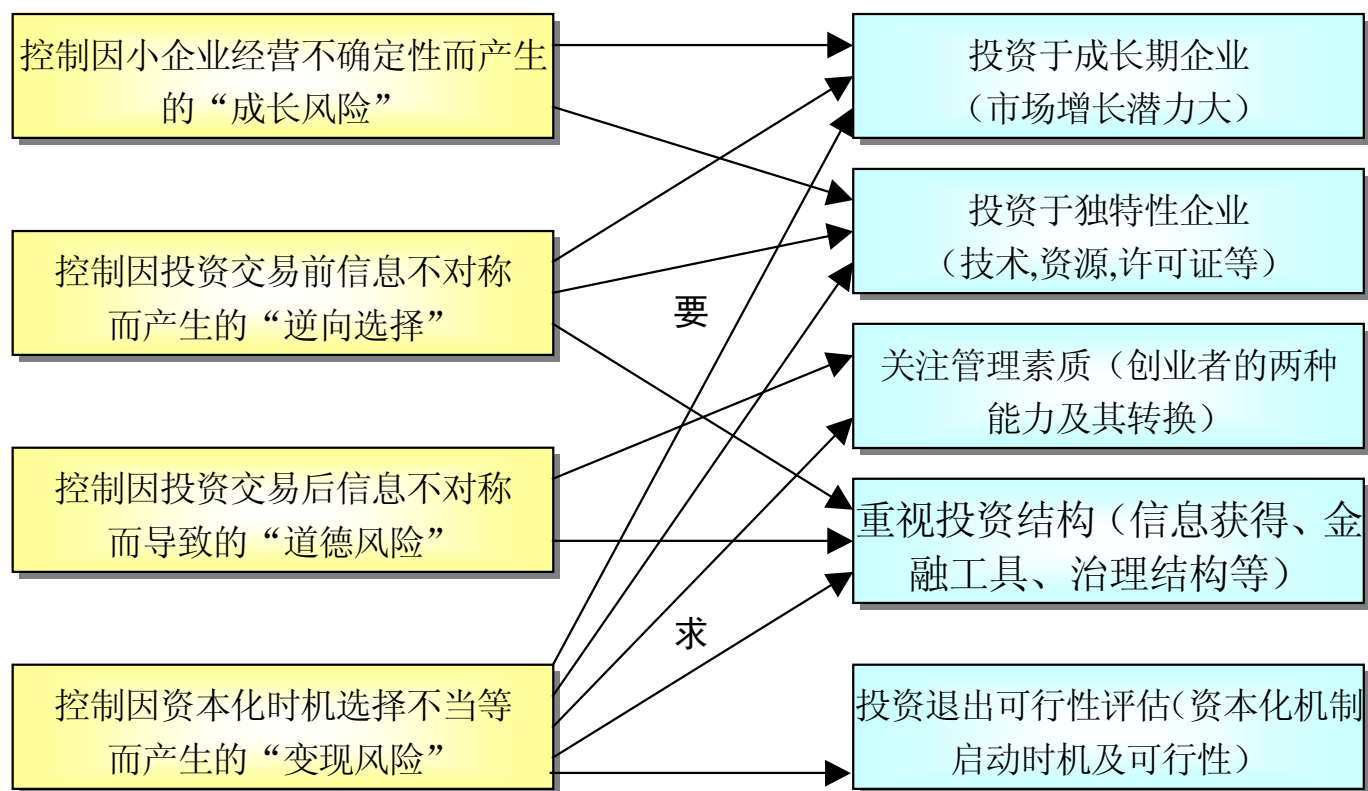 控制因小企业经营不确定性而产生
的“成长风险”
控制因投资交易前信息不对称
而产生的“逆向选择”
控制因投资交易后信息不对称
而导致的“道德风险”
控制因资本化时机选择不当等
而产生的“变现风险”
要
求
投资于成长期企业
（市场增长潜力大）
投资于独特性企业
（技术,资源,许可证等）
关注管理素质（创业者的两种
能力及其转换）
重视投资结构（信息获得、金
融工具、治理结构等）
投资退出可行性评估(资本化机制
启动时机及可行性）